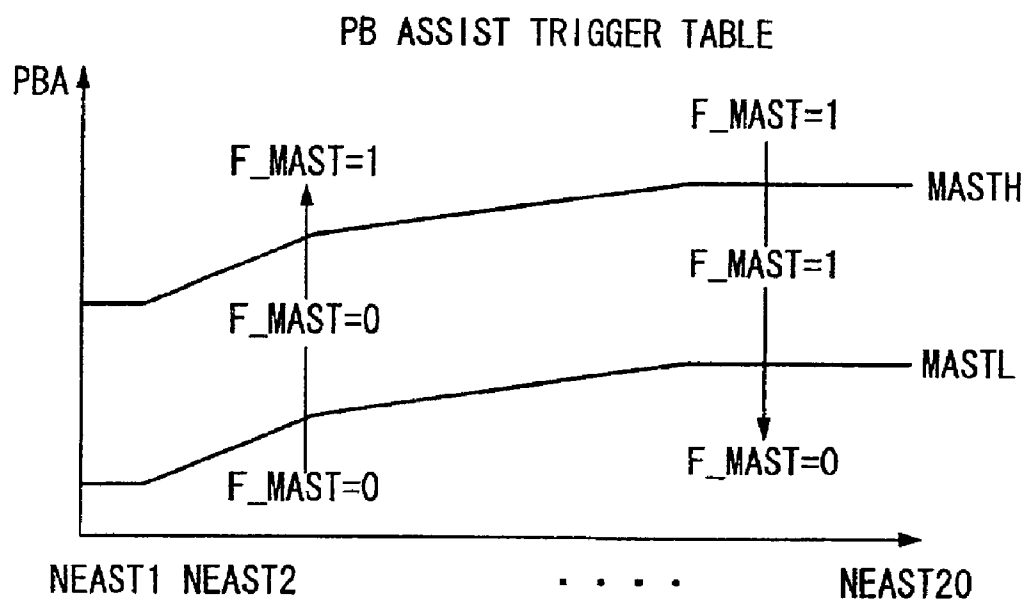 PB ASSIST TRIGGER TABLE
PBA
F_MAST=1
F_MAST=1
MASTH
F_MAST=1
F_MAST=0
MASTL
F_MAST=0
F_MAST=0
NEAST1 NEAST2 . . . . NEAST20